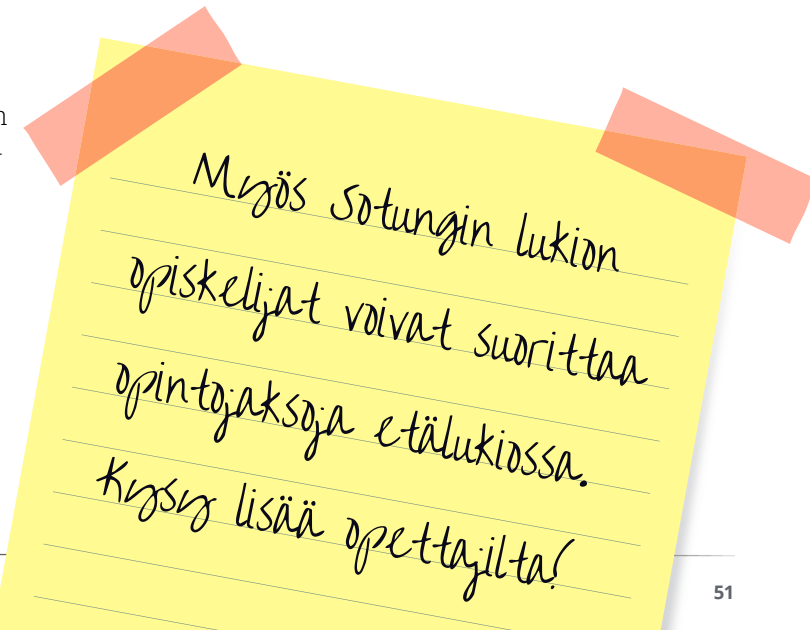 Myös Sotungin lukion
opiskelijat voivat suorittaa
opintojaksoja etälukiossa.
Kysy lisää opettajilta!
51